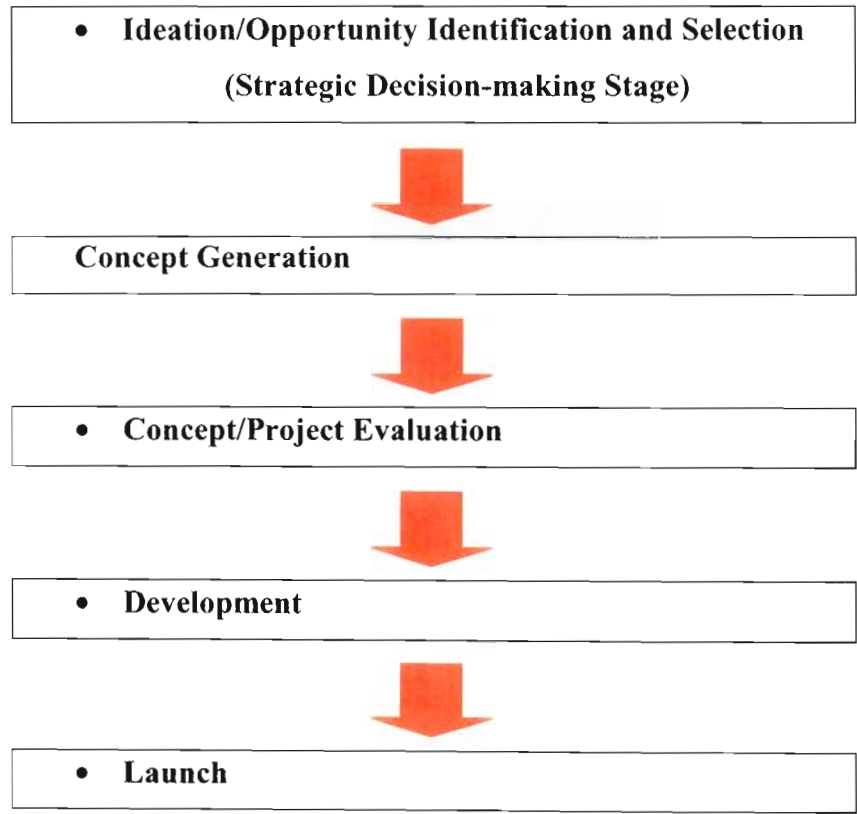 • Ideation/Opportunity Identification and Selection
(Strategic Decision-making Stage)
Concept Generation
• Concept/Project Evaluation
• Development
• Launch